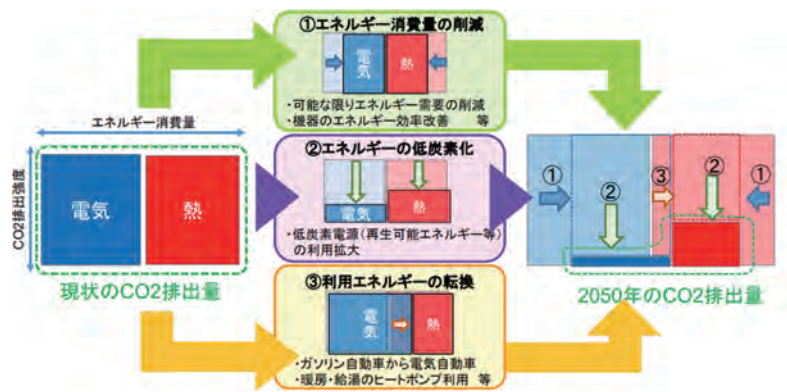 ①エネルギー消費量の削減
電気
熱
・可能な限りエネルギー需要の削減
・機器のエネルギー効率改善 等
エネルギー消費量
CO2排出強度
電気
熱
現状のCO2排出量
②エネルギーの低炭素化
電気
熱
・低炭素電源(再生可能エネルギー等)
の利用拡大
③利用エネルギーの転換
電気
熱
・ガソリン自動車から電気自動車
・暖房・給湯のヒートポンプ利用 等
①
②
③
②
①
2050年のCO2排出量